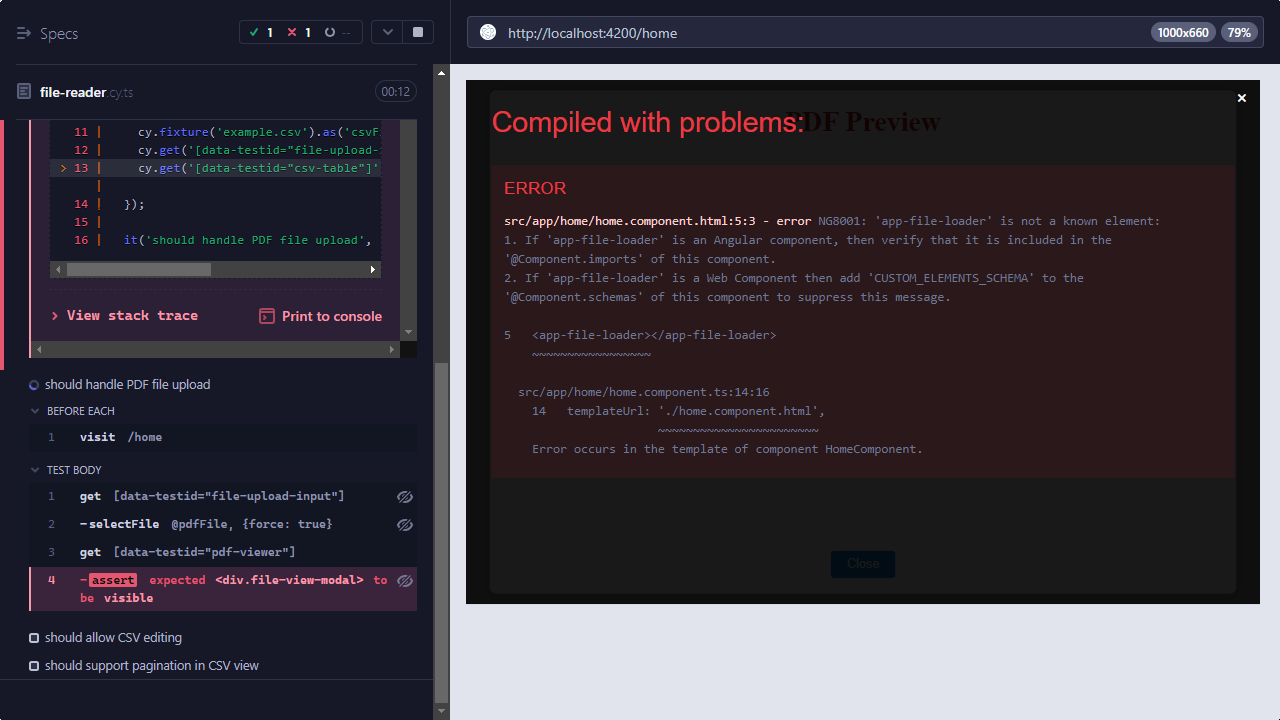 Specs
1 1 --
http://localhost:4200/home
1000x660 79%
file-reader.cy.ts 00:12
11 | cy.fixture('example.csv').as('csvF
12 | cy.get('[data-testid="file-upload-
> 13 | cy.get('[data-testid="csv-table"]'
|
14 | });
15 |
16 | it('should handle PDF file upload',
View stack trace
Print to console
should handle PDF file upload
BEFORE EACH
1 visit /home
TEST BODY
1 get [data-testid="file-upload-input"]
2 -selectFile @pdfFile, {force: true}
3 get [data-testid="pdf-viewer"]
4 -assert expected <div.file-view-modal> to
be visible
should allow CSV editing
should support pagination in CSV view
Compiled with problems:
PDF Preview
×
ERROR
src/app/home/home.component.html:5:3 - error NG8001: 'app-file-loader' is not a known element:
1. If 'app-file-loader' is an Angular component, then verify that it is included in the
'@Component.imports' of this component.
2. If 'app-file-loader' is a Web Component then add 'CUSTOM_ELEMENTS_SCHEMA' to the
'@Component.schemas' of this component to suppress this message.
5 <app-file-loader></app-file-loader>
~~~~~~~~~~~~~~~~~
src/app/home/home.component.ts:14:16
14 templateUrl: './home.component.html',
~~~~~~~~~~~~~~~~~~~~~~~
Error occurs in the template of component HomeComponent.
Close